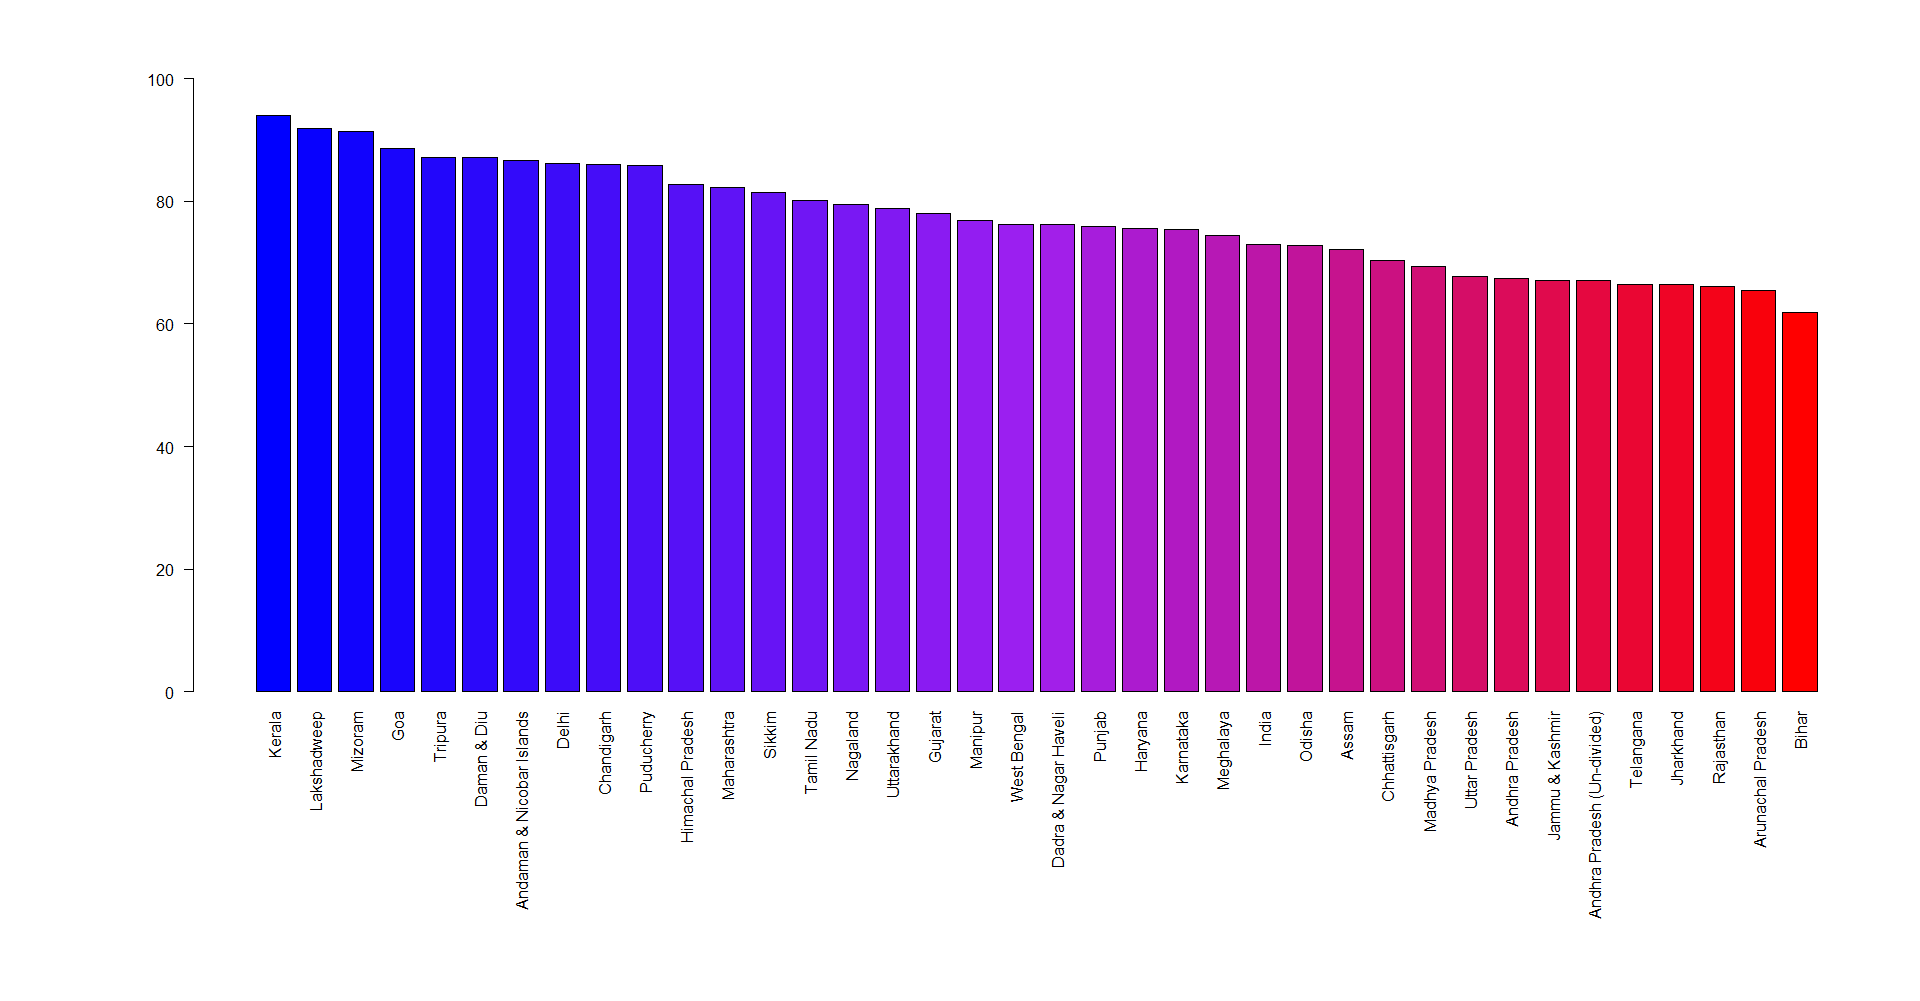 100
80
60
40
20
0
Kerala
Lakshadweep
Mizoram
Goa
Tripura
Daman & Diu
Andaman & Nicobar Islands
Delhi
Chandigarh
Puducherry
Himachal Pradesh
Maharashtra
Sikkim
Tamil Nadu
Nagaland
Uttarakhand
Gujarat
Manipur
West Bengal
Dadra & Nagar Haveli
Punjab
Haryana
Karnataka
Meghalaya
India
Odisha
Assam
Chhattisgarh
Madhya Pradesh
Uttar Pradesh
Andhra Pradesh
Jammu & Kashmir
Andhra Pradesh (Un-divided)
Telangana
Jharkhand
Rajasthan
Arunachal Pradesh
Bihar